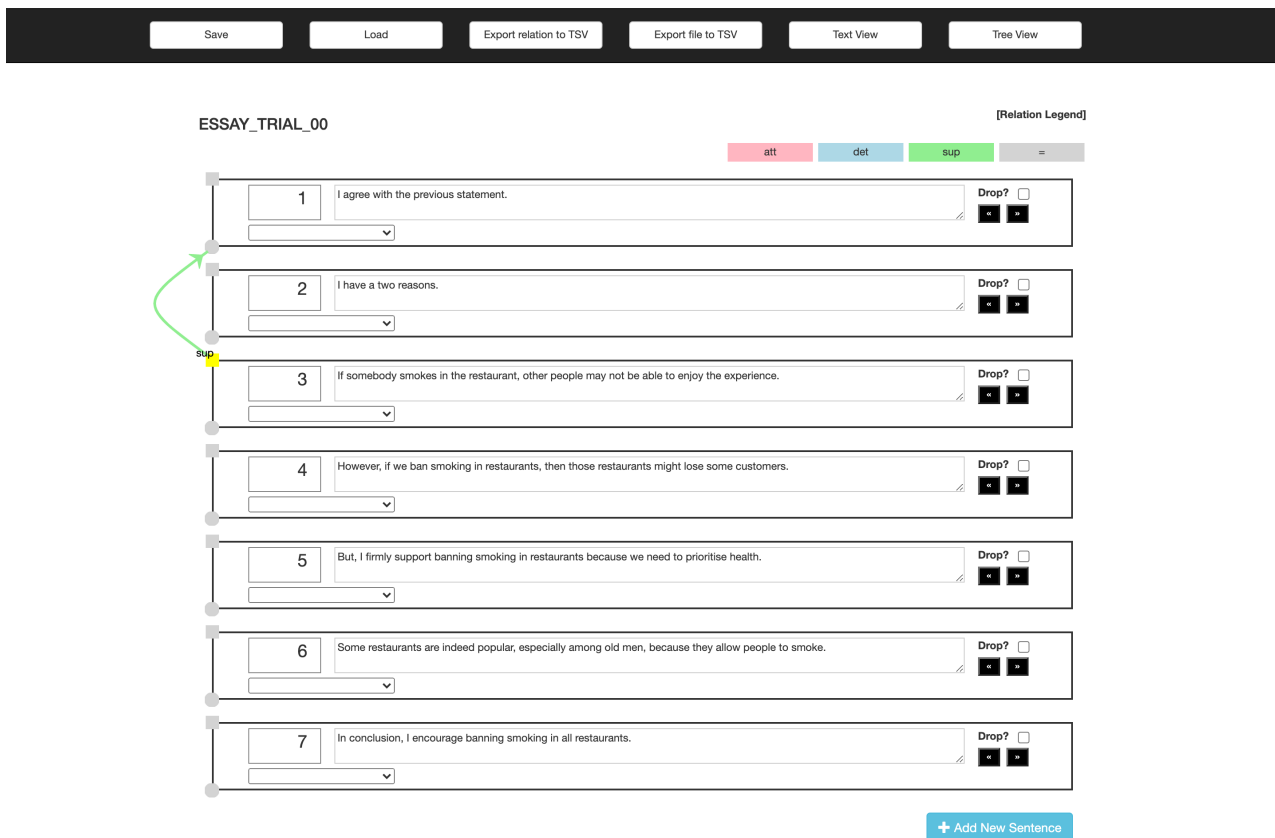 Save Load Export relation to TSV Export file to TSV Text View Tree View
[Relation Legend]
ESSAY_TRIAL_00
att det sup =
1 I agree with the previous statement. Drop?
« »
2 I have a two reasons. Drop?
« »
sup
3 If somebody smokes in the restaurant, other people may not be able to enjoy the experience. Drop?
« »
4 However, if we ban smoking in restaurants, then those restaurants might lose some customers. Drop?
« »
5 But, I firmly support banning smoking in restaurants because we need to prioritise health. Drop?
« »
6 Some restaurants are indeed popular, especially among old men, because they allow people to smoke. Drop?
« »
7 In conclusion, I encourage banning smoking in all restaurants. Drop?
« »
+ Add New Sentence